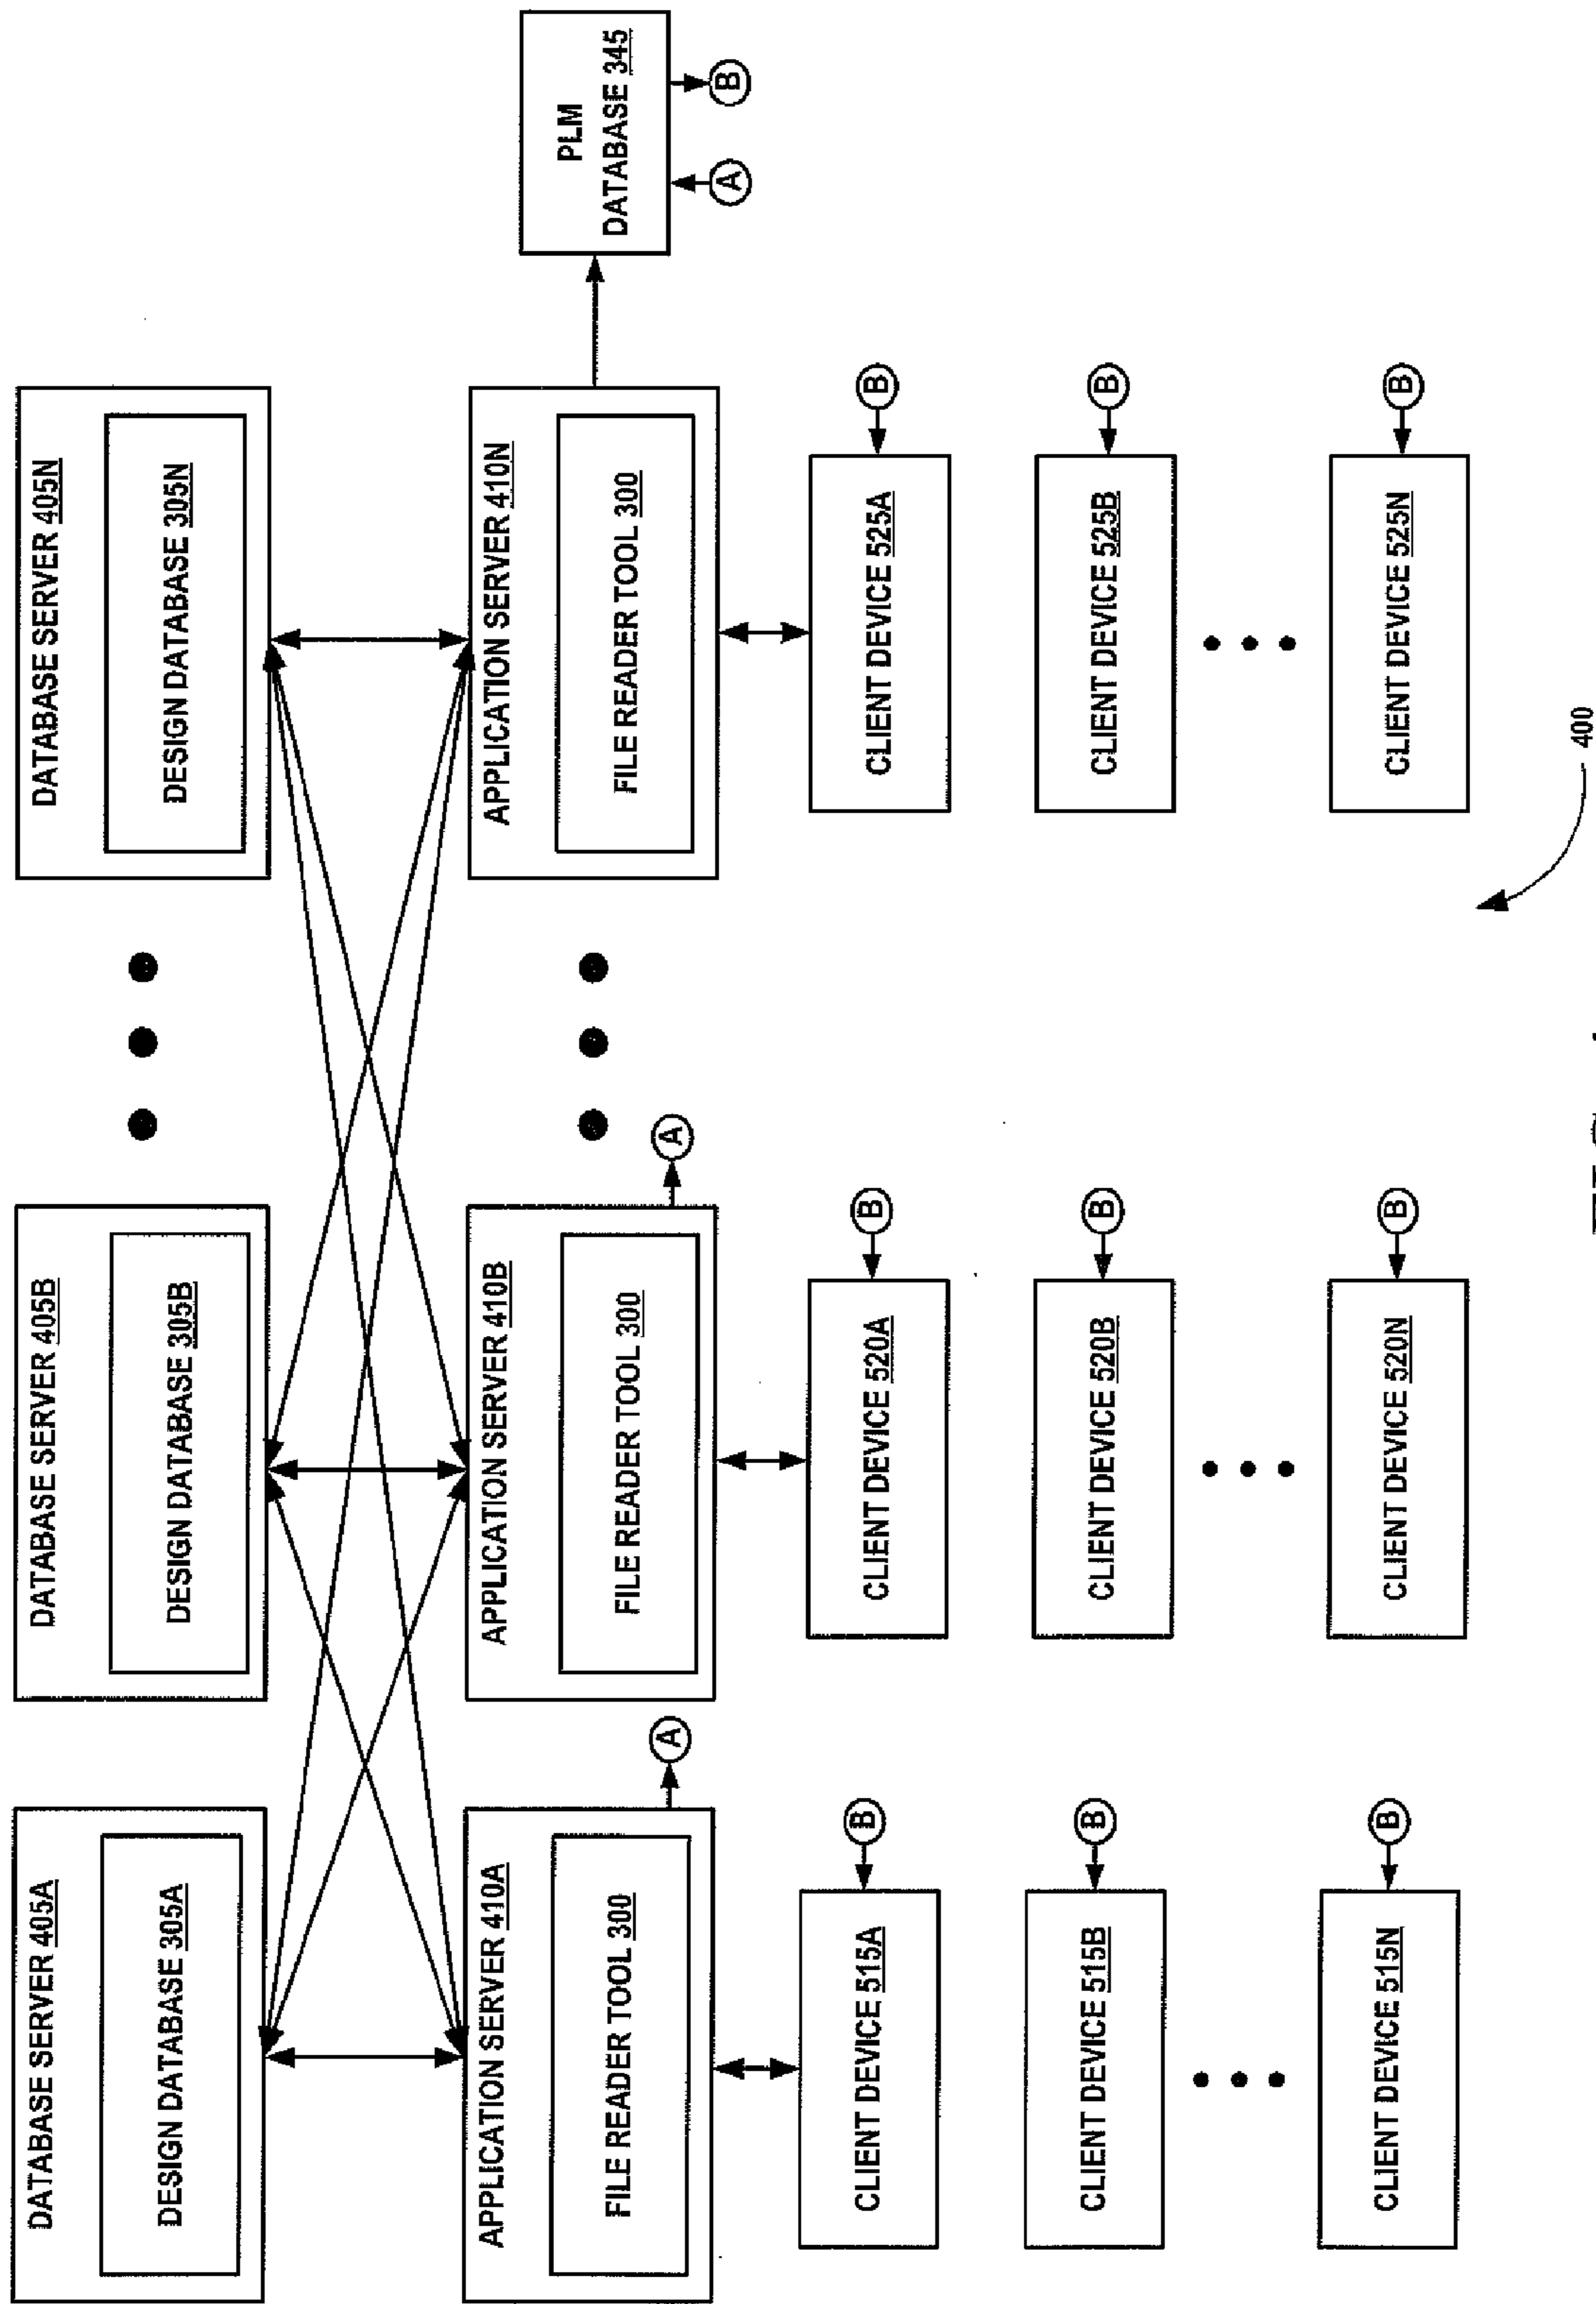 DATABASE SERVER 405A
DESIGN DATABASE 305A
DATABASE SERVER 405B
DESIGN DATABASE 305B
DATABASE SERVER 405N
DESIGN DATABASE 305N
APPLICATION SERVER 410A
FILE READER TOOL 300
A
APPLICATION SERVER 410B
FILE READER TOOL 300
A
APPLICATION SERVER 410N
FILE READER TOOL 300
PLM
DATABASE 345
A
B
CLIENT DEVICE 515A
B
CLIENT DEVICE 520A
B
CLIENT DEVICE 525A
B
CLIENT DEVICE 515B
B
CLIENT DEVICE 520B
B
CLIENT DEVICE 525B
B
CLIENT DEVICE 515N
B
CLIENT DEVICE 520N
B
CLIENT DEVICE 525N
B
400